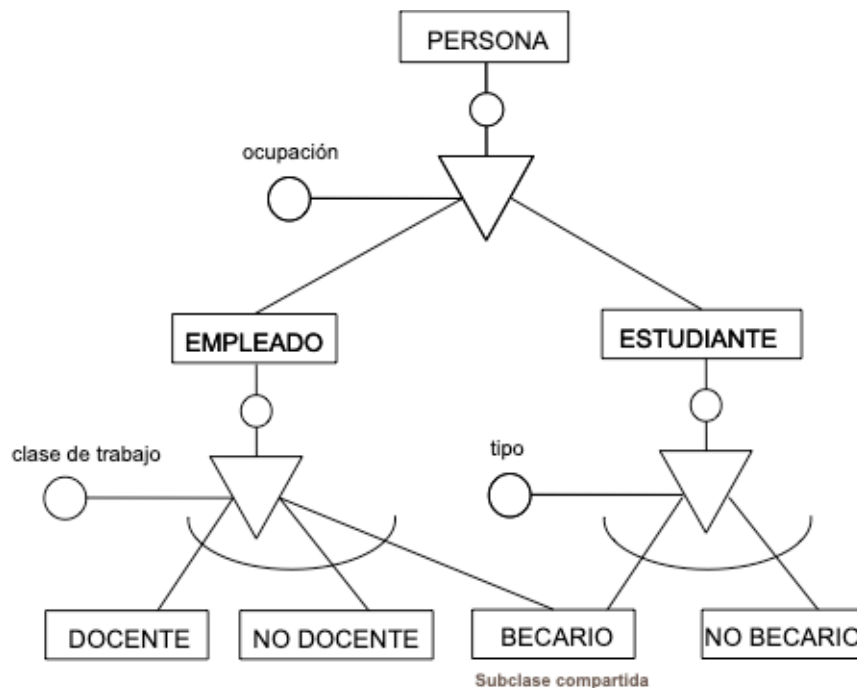 PERSONA
ocupación
EMPLEADO
ESTUDIANTE
clase de trabajo
tipo
DOCENTE
NO DOCENTE
BECARIO
NO BECARIO
Subclase compartida